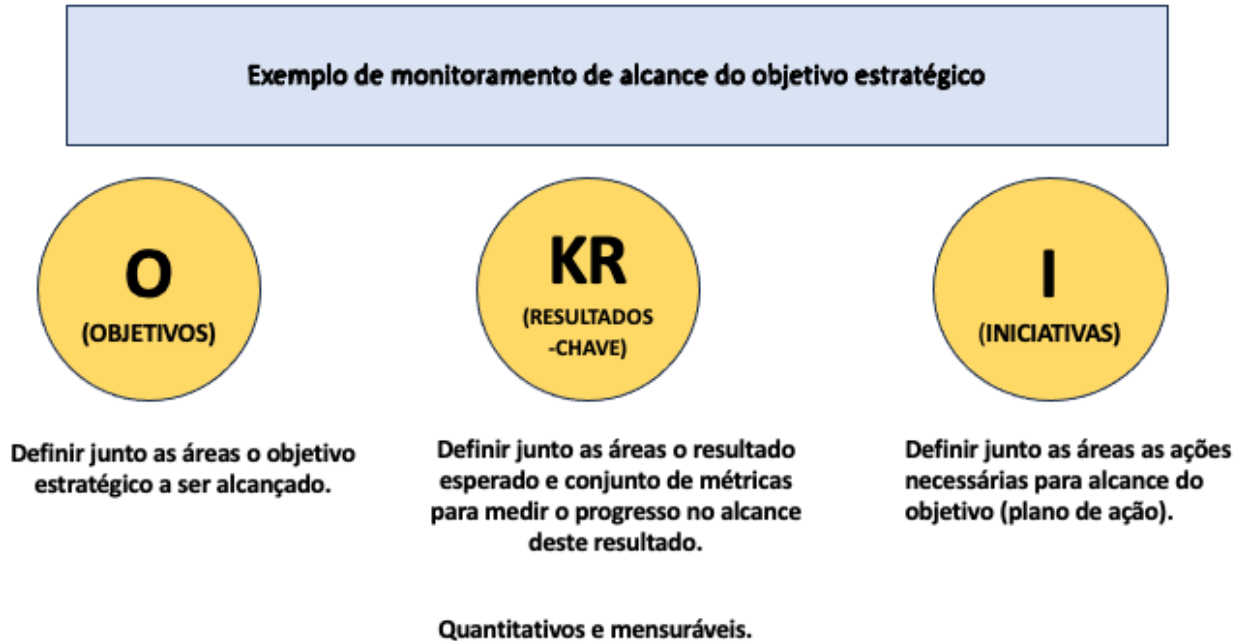 Exemplo de monitoramento de alcance do objetivo estratégico
O
(OBJETIVOS)
KR
(RESULTADOS
-CHAVE)
I
(INICIATIVAS)
Definir junto as áreas o objetivo
estratégico a ser alcançado.
Definir junto as áreas o resultado
esperado e conjunto de métricas
para medir o progresso no alcance
deste resultado.
Quantitativos e mensuráveis.
Definir junto as áreas as ações
necessárias para alcance do
objetivo (plano de ação).